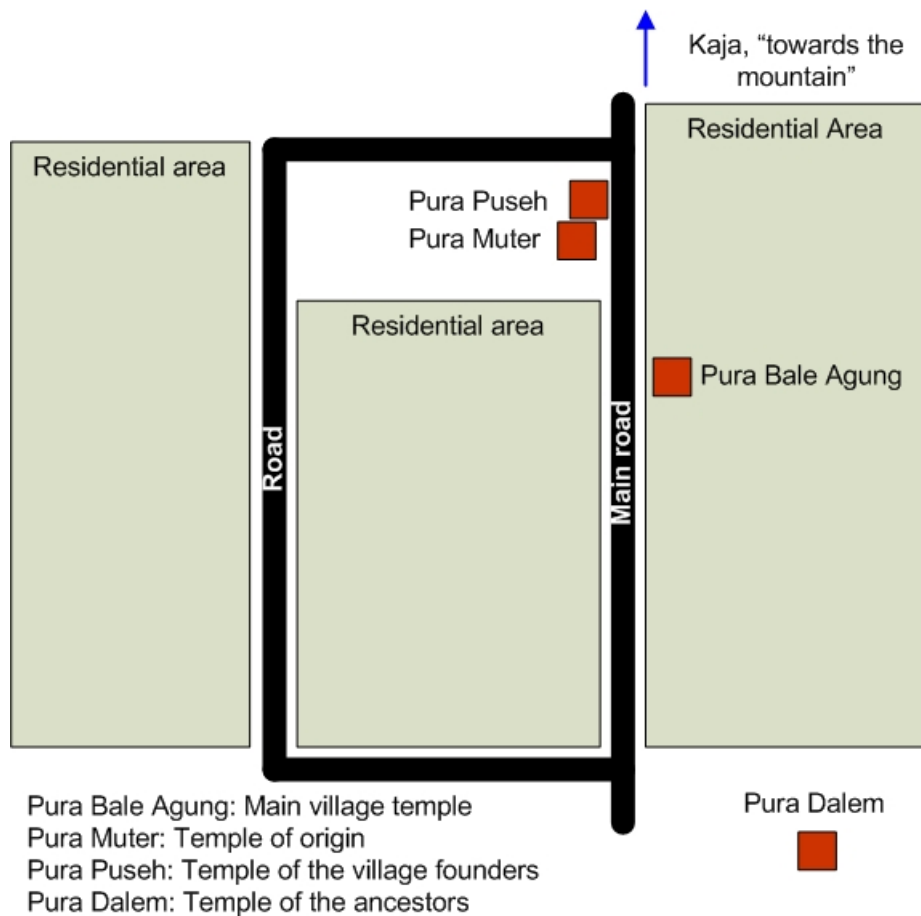 Kaja, “towards the
mountain”
Residential area
Residential Area
Pura Puseh
Pura Muter
Residential area
Pura Bale Agung
Road
Main road
Pura Dalem
Pura Bale Agung: Main village temple
Pura Muter: Temple of origin
Pura Puseh: Temple of the village founders
Pura Dalem: Temple of the ancestors